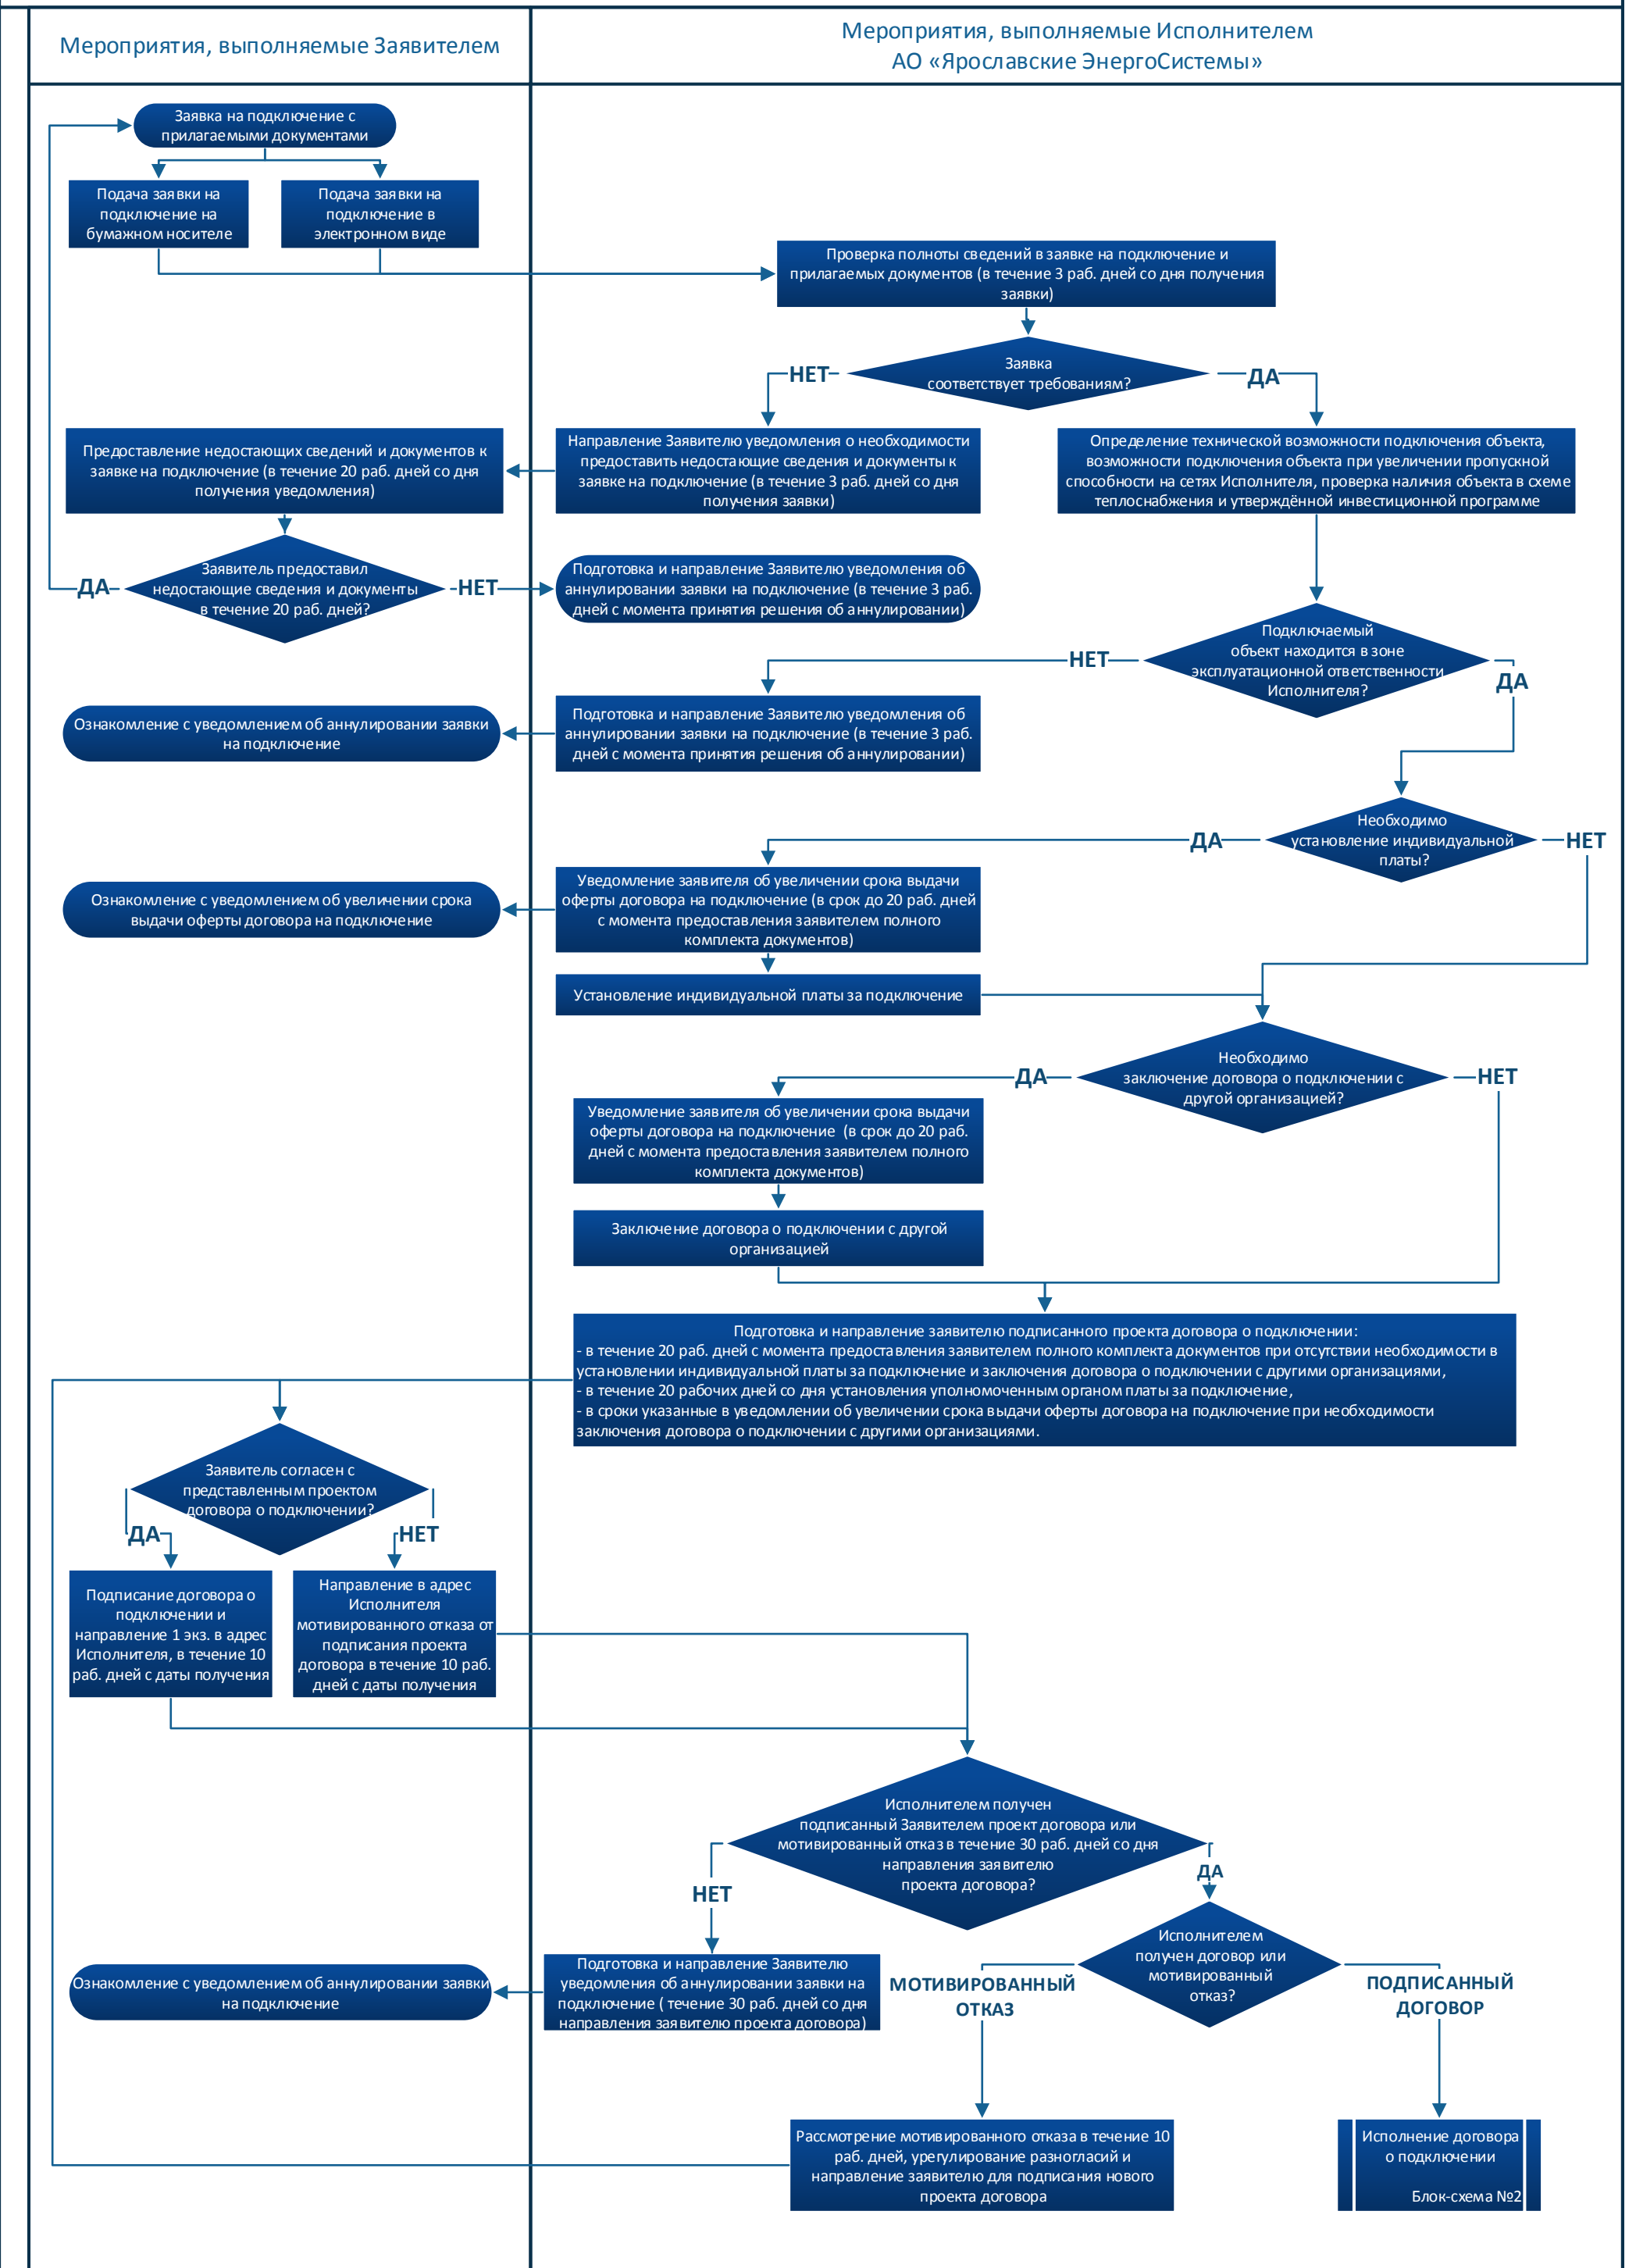 Мероприятия, выполняемые Заявителем
Мероприятия, выполняемые Исполнителем
АО «Ярославские ЭнергоСистемы»
Заявка на подключение с
прилагаемыми документами
Подача заявки на
подключение на
бумажном носителе
Подача заявки на
подключение в
электронном виде
Проверка полноты сведений в заявке на подключение и
прилагаемых документов (в течение 3 раб. дней со дня получения
заявки)
Заявка
соответствует требованиям?
НЕТ
ДА
Предоставление недостающих сведений и документов к
заявке на подключение (в течение 20 раб. дней со дня
получения уведомления)
Направление Заявителю уведомления о необходимости
предоставить недостающие сведения и документы к
заявке на подключение (в течение 3 раб. дней со дня
получения заявки)
Определение технической возможности подключения объекта,
возможности подключения объекта при увеличении пропускной
способности на сетях Исполнителя, проверка наличия объекта в схеме
теплоснабжения и утверждённой инвестиционной программе
Заявитель предоставил
недостающие сведения и документы
в течение 20 раб. дней?
ДА
НЕТ
Подготовка и направление Заявителю уведомления об
аннулировании заявки на подключение (в течение 3 раб.
дней с момента принятия решения об аннулировании)
Подключаемый
объект находится в зоне
эксплуатационной ответственности
Исполнителя?
НЕТ
ДА
Ознакомление с уведомлением об аннулировании заявки
на подключение
Подготовка и направление Заявителю уведомления об
аннулировании заявки на подключение (в течение 3 раб.
дней с момента принятия решения об аннулировании)
Необходимо
установление индивидуальной
платы?
ДА
НЕТ
Ознакомление с уведомлением об увеличении срока
выдачи оферты договора на подключение
Уведомление заявителя об увеличении срока выдачи
оферты договора на подключение (в срок до 20 раб. дней
с момента предоставления заявителем полного
комплекта документов)
Установление индивидуальной платы за подключение
Необходимо
заключение договора о подключении с
другой организацией?
ДА
НЕТ
Уведомление заявителя об увеличении срока выдачи
оферты договора на подключение (в срок до 20 раб.
дней с момента предоставления заявителем полного
комплекта документов)
Заключение договора о подключении с другой
организацией
Подготовка и направление заявителю подписанного проекта договора о подключении:
- в течение 20 раб. дней с момента предоставления заявителем полного комплекта документов при отсутствии необходимости в
установлении индивидуальной платы за подключение и заключения договора о подключении с другими организациями,
- в течение 20 рабочих дней со дня установления уполномоченным органом платы за подключение,
- в сроки указанные в уведомлении об увеличении срока выдачи оферты договора на подключение при необходимости
заключения договора о подключении с другими организациями.
Заявитель согласен с
представленным проектом
договора о подключении?
ДА
НЕТ
Подписание договора о
подключении и
направление 1 экз. в адрес
Исполнителя, в течение 10
раб. дней с даты получения
Направление в адрес
Исполнителя
мотивированного отказа от
подписания проекта
договора в течение 10 раб.
дней с даты получения
Исполнителем получен
подписанный Заявителем проект договора или
мотивированный отказ в течение 30 раб. дней со дня
направления заявителю
проекта договора?
НЕТ
ДА
Ознакомление с уведомлением об аннулировании заявки
на подключение
Подготовка и направление Заявителю
уведомления об аннулировании заявки на
подключение ( течение 30 раб. дней со дня
направления заявителю проекта договора)
Исполнителем
получен договор или
мотивированный
отказ?
МОТИВИРОВАННЫЙ
ОТКАЗ
ПОДПИСАННЫЙ
ДОГОВОР
Рассмотрение мотивированного отказа в течение 10
раб. дней, урегулирование разногласий и
направление заявителю для подписания нового
проекта договора
Исполнение договора
о подключении
Блок-схема №2